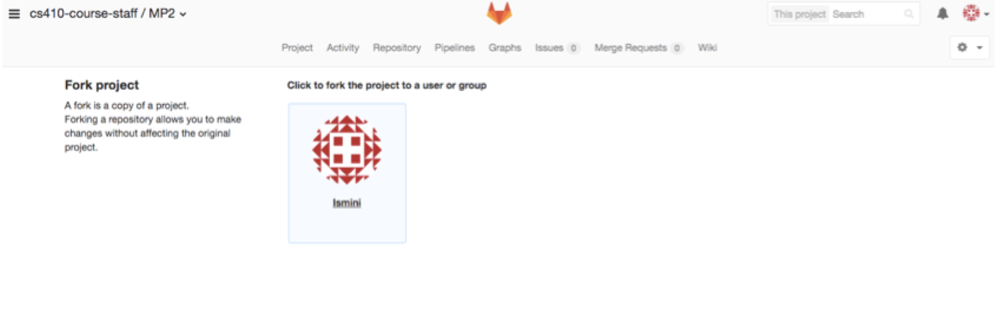 cs410-course-staff / MP2
This project Search
Project Activity Repository Pipelines Graphs Issues 0 Merge Requests 0 Wiki
Fork project
A fork is a copy of a project.
Forking a repository allows you to make
changes without affecting the original
project.
Click to fork the project to a user or group
Ismini